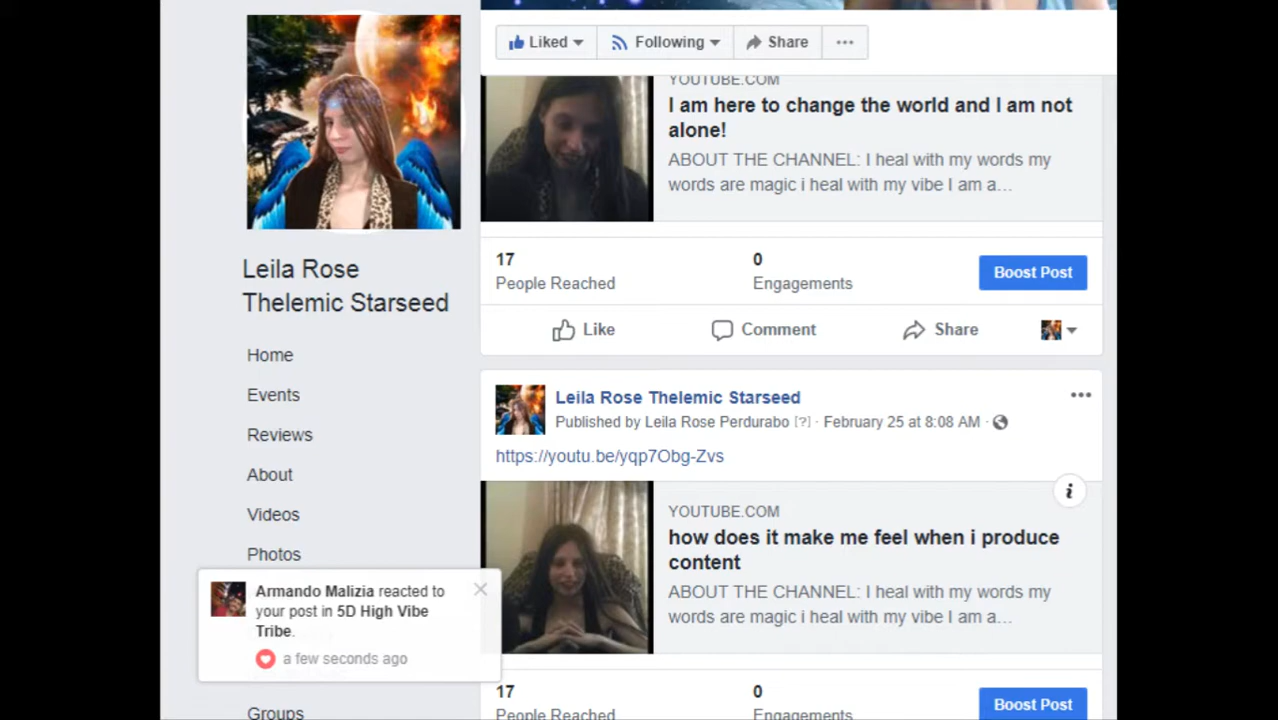 Liked
Following
Share
YOUTUBE.COM
I am here to change the world and I am not
alone!
ABOUT THE CHANNEL: I heal with my words my
words are magic i heal with my vibe I am a…
17
People Reached
0
Engagements
Boost Post
Like
Comment
Share
Leila Rose
Thelemic Starseed
Home
Events
Reviews
About
Videos
Photos
Groups
Leila Rose Thelemic Starseed
Published by Leila Rose Perdurabo [?] · February 25 at 8:08 AM ·
https://youtu.be/yqp7Obg-Zvs
YOUTUBE.COM
how does it make me feel when i produce
content
ABOUT THE CHANNEL: I heal with my words my
words are magic i heal with my vibe I am a…
17
People Reached
0
Engagements
Boost Post
Armando Malizia reacted to
your post in 5D High Vibe
Tribe.
a few seconds ago